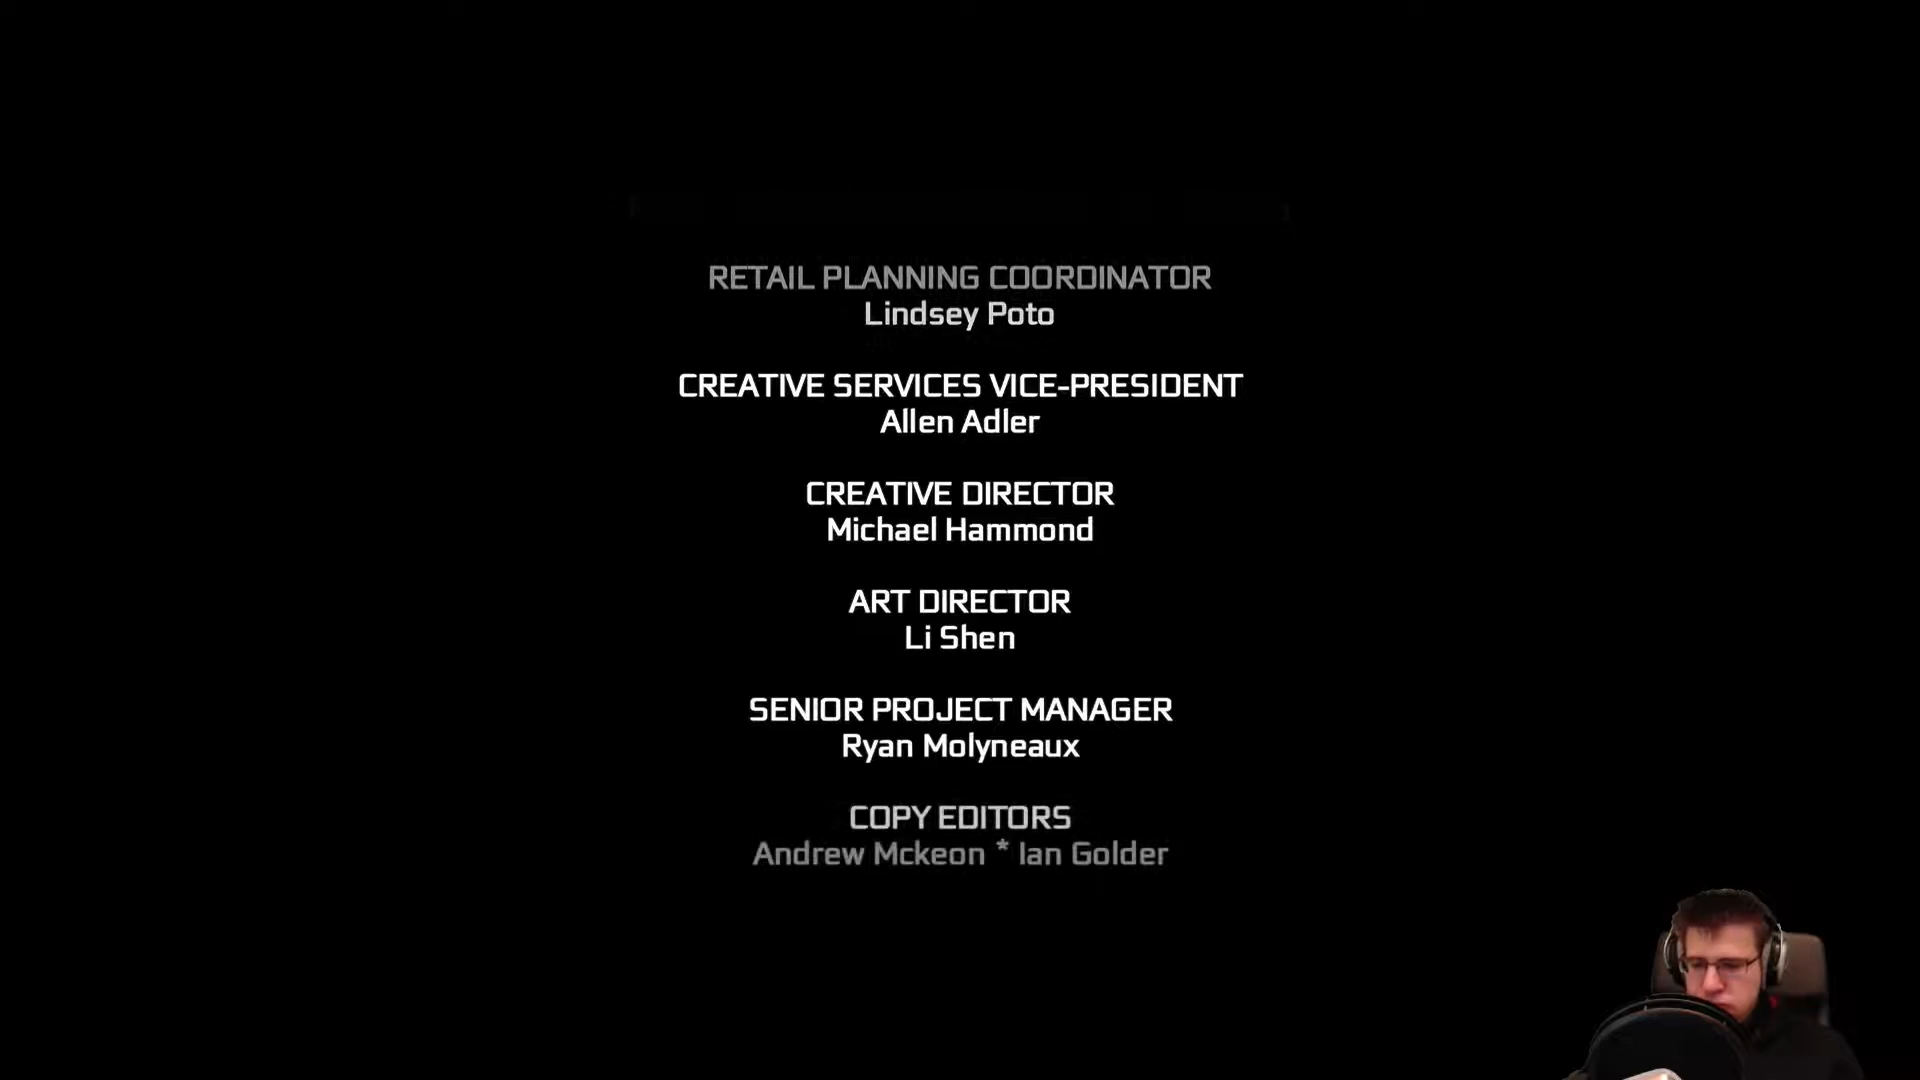 RETAIL PLANNING COORDINATOR
Lindsey Poto
CREATIVE SERVICES VICE-PRESIDENT
Allen Adler
CREATIVE DIRECTOR
Michael Hammond
ART DIRECTOR
Li Shen
SENIOR PROJECT MANAGER
Ryan Molyneaux
COPY EDITORS
Andrew Mckeon * Ian Golder